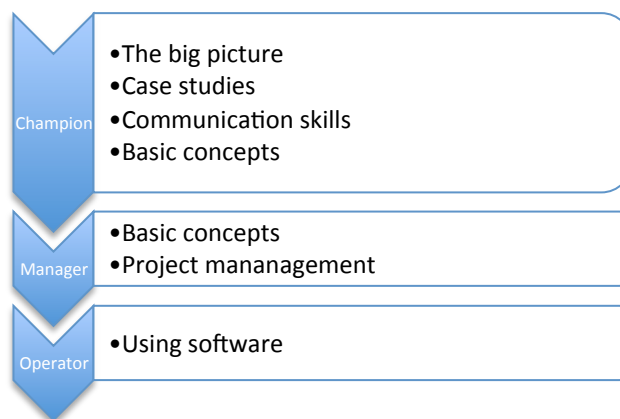 Champion
•The big picture
•Case studies
•Communication skills
•Basic concepts
Manager
•Basic concepts
•Project mananagement
Operator
•Using software